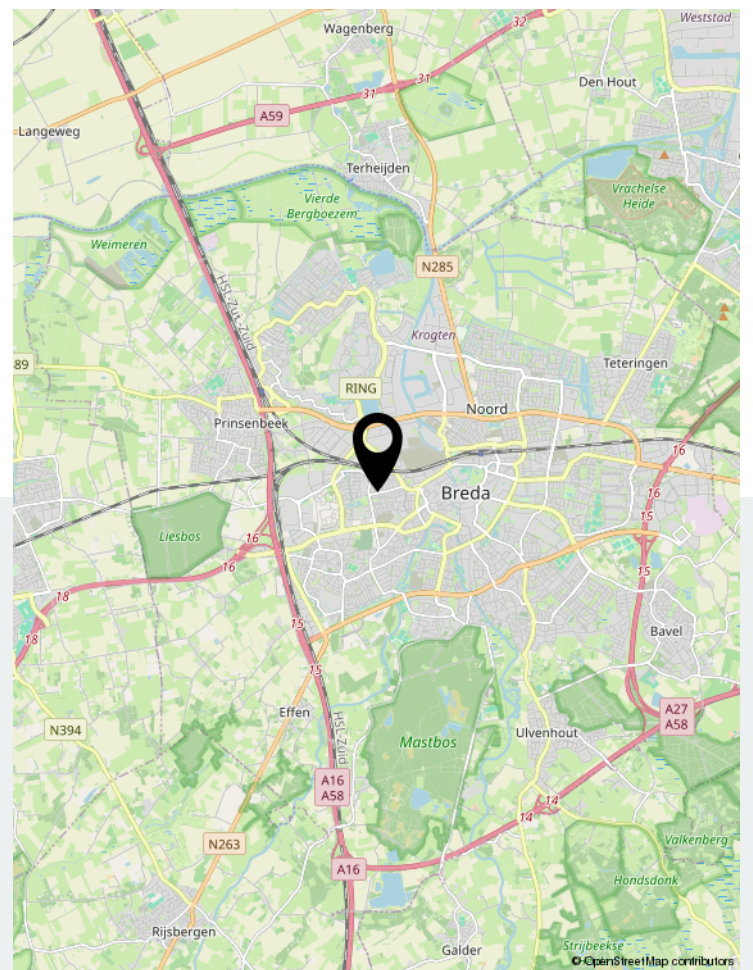 Weststad
32
Wagenberg
31
31
Den Hout
A59
Langeweg
Terheijden
Vierde
Bergboezem
Vrachelse
Heide
Weimeren
N285
HSL-Zut-Zuid
Krogten
89
Teteringen
RING
Noord
Prinsenbeek
16
16
Breda
15
Liesbos
16
16
15
18
18
15
15
Bavel
Effen
HSL-Zuid
N394
A27
A58
Ulvenhout
Mastbos
A16
A58
14
14
N263
Valkenberg
A16
Hondsdonk
Rijsbergen
Galder
Strijbeekse
© OpenStreetMap contributors